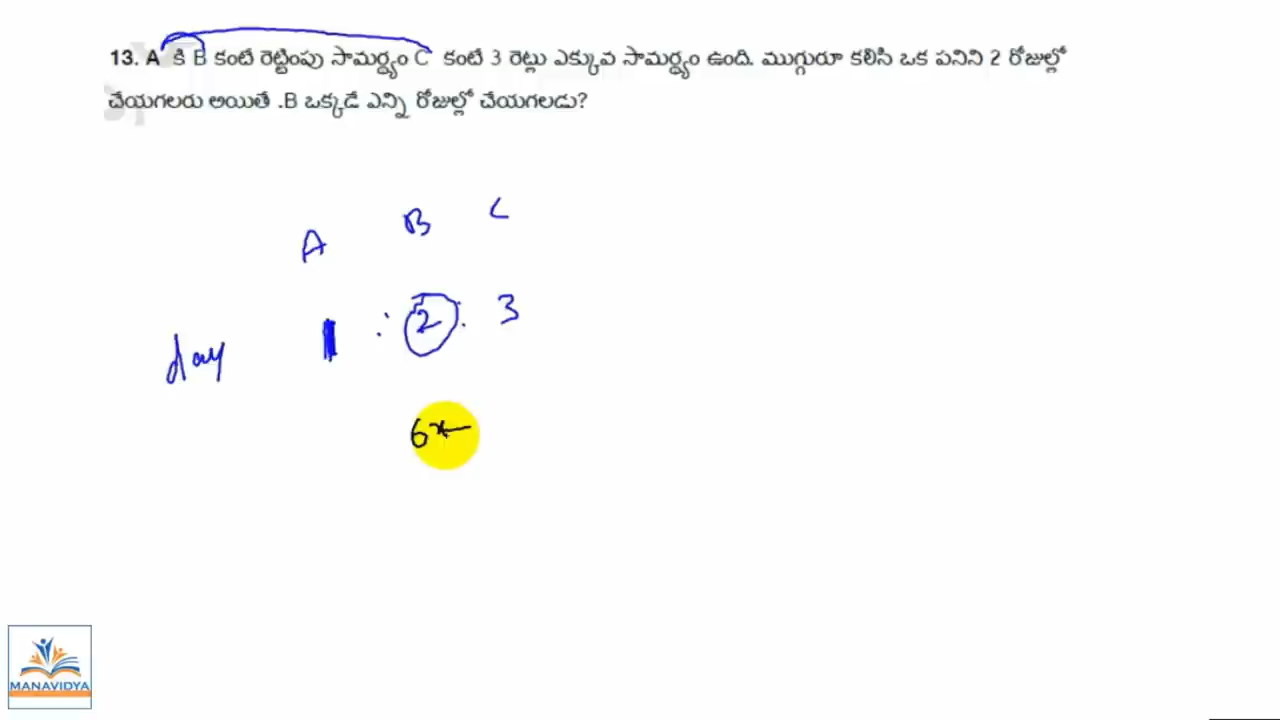 13. A కి B కంటే రెట్టింపు సామర్థ్యం C కంటే 3 రెట్లు ఎక్కువ సామర్థ్యం ఉంది. ముగ్గురూ కలిసి ఒక పనిని 2 రోజుల్లో
చేయగలరు అయితే .B ఒక్కడే ఎన్ని రోజుల్లో చేయగలడు?
A B C
day 1 : 2 : 3
6x
MANAVIDYA